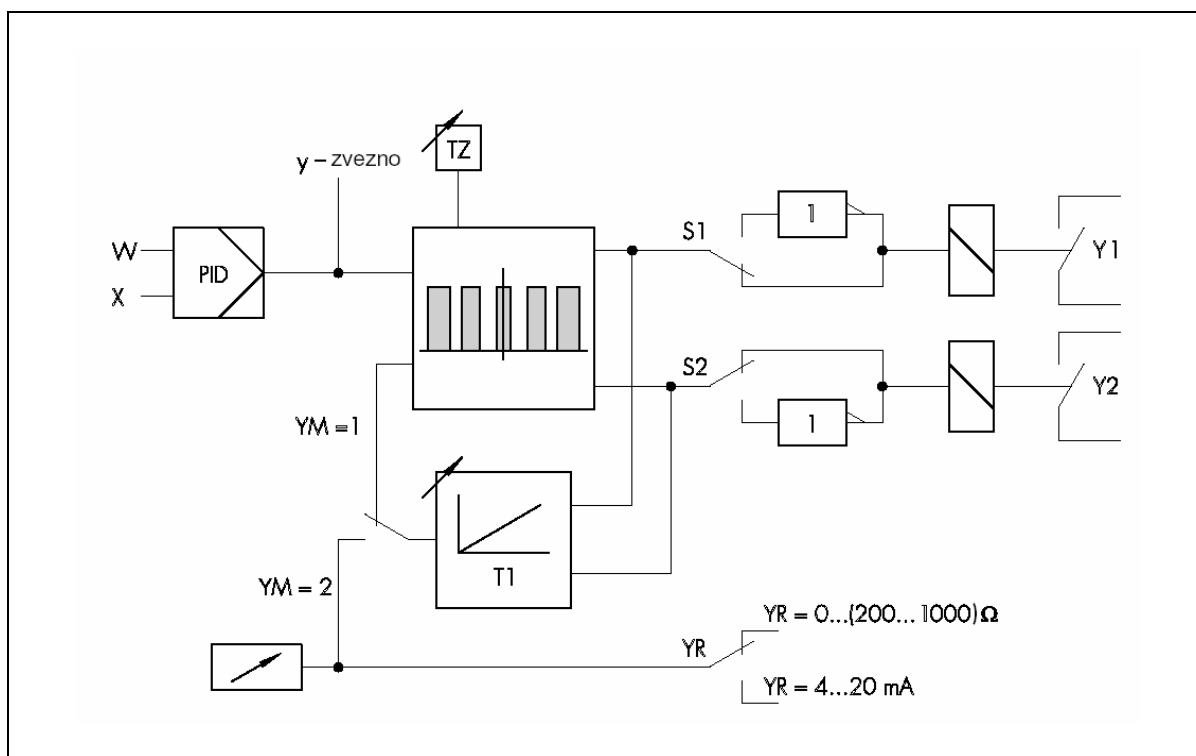 TZ
y – zvezno
W
X
PID
S1
1
Y1
S2
1
Y2
YM = 1
T1
YM = 2
YR = 0...(200... 1000) Ω
YR
YR = 4...20 mA